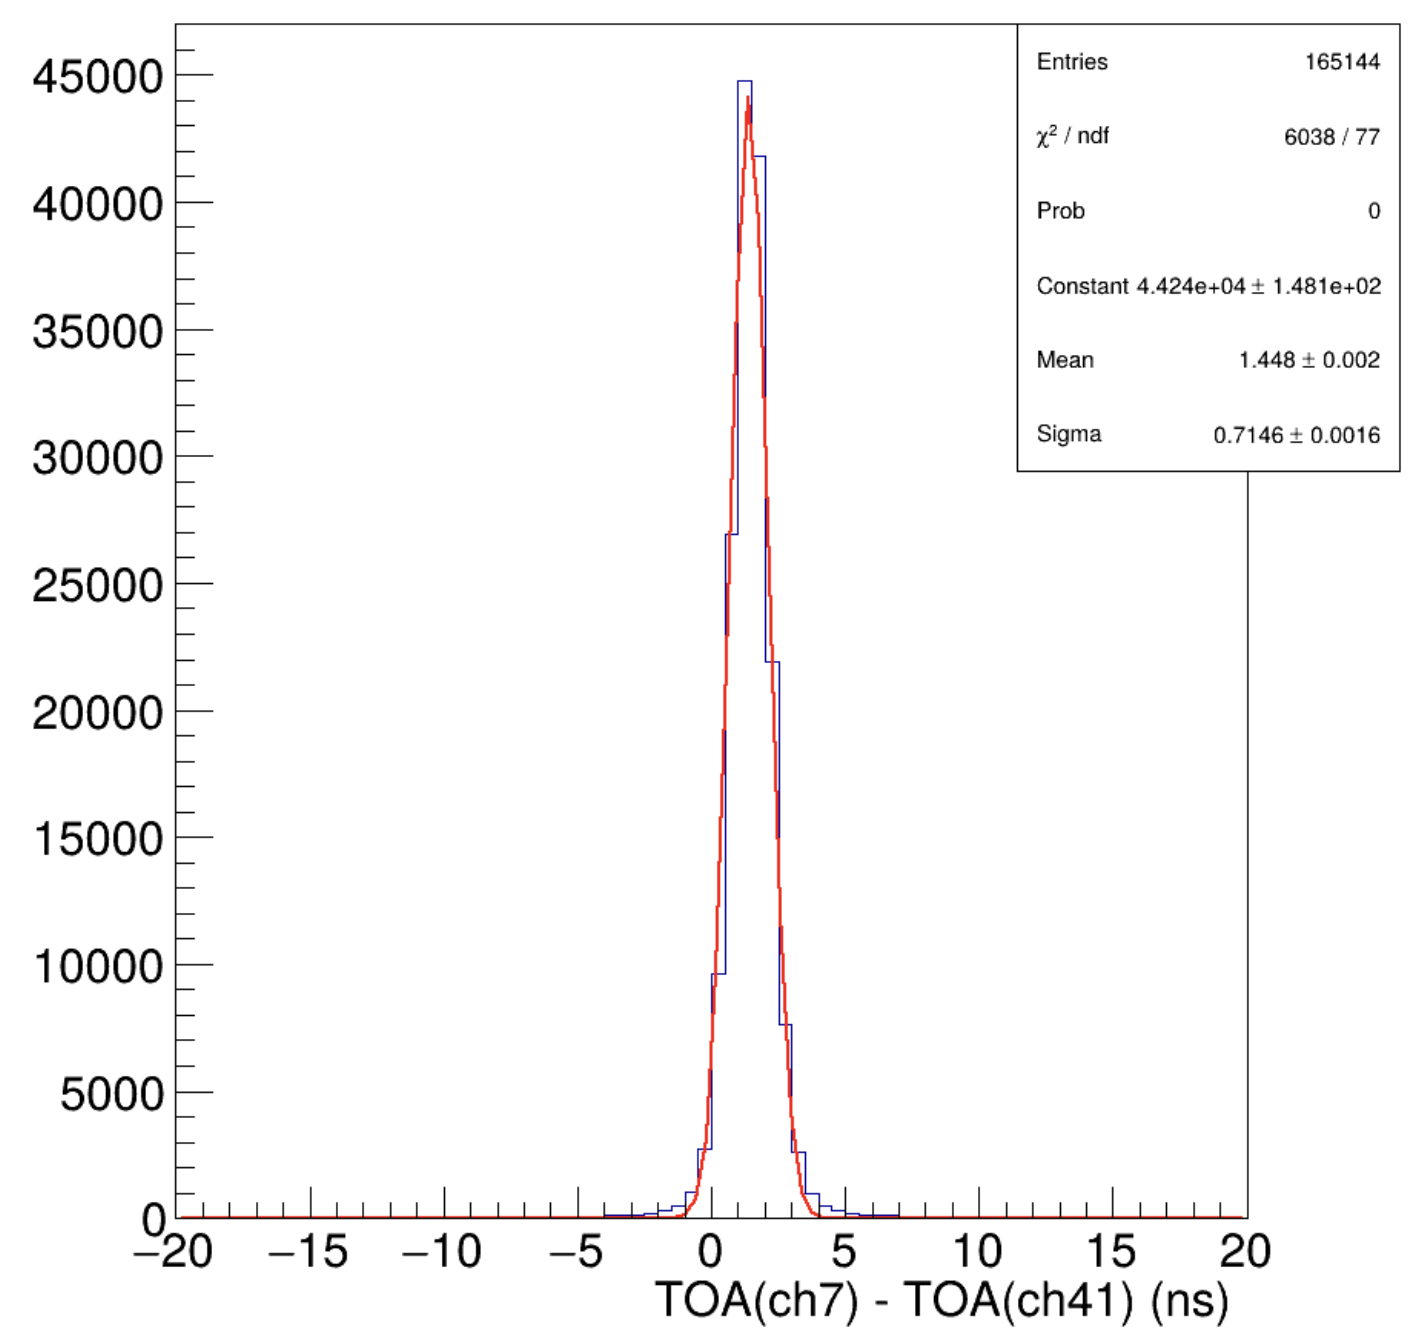 45000
40000
35000
30000
25000
20000
15000
10000
5000
0
Entries 165144
χ² / ndf 6038 / 77
Prob 0
Constant 4.424e+04 ± 1.481e+02
Mean 1.448 ± 0.002
Sigma 0.7146 ± 0.0016
−20 −15 −10 −5 0 5 10 15 20
TOA(ch7) - TOA(ch41) (ns)